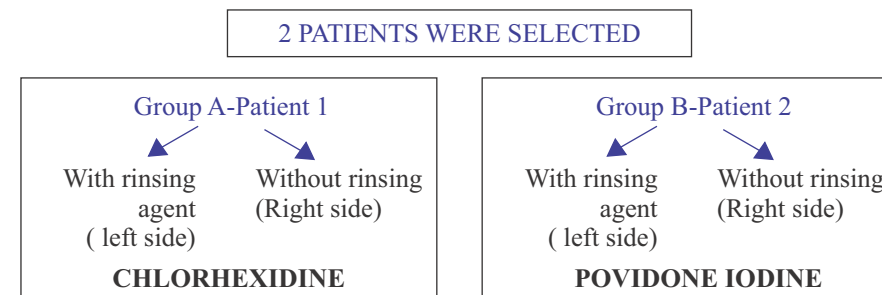 2 PATIENTS WERE SELECTED
Group A-Patient 1
With rinsing
agent
( left side)
Without rinsing
(Right side)
CHLORHEXIDINE
Group B-Patient 2
With rinsing
agent
( left side)
Without rinsing
(Right side)
POVIDONE IODINE